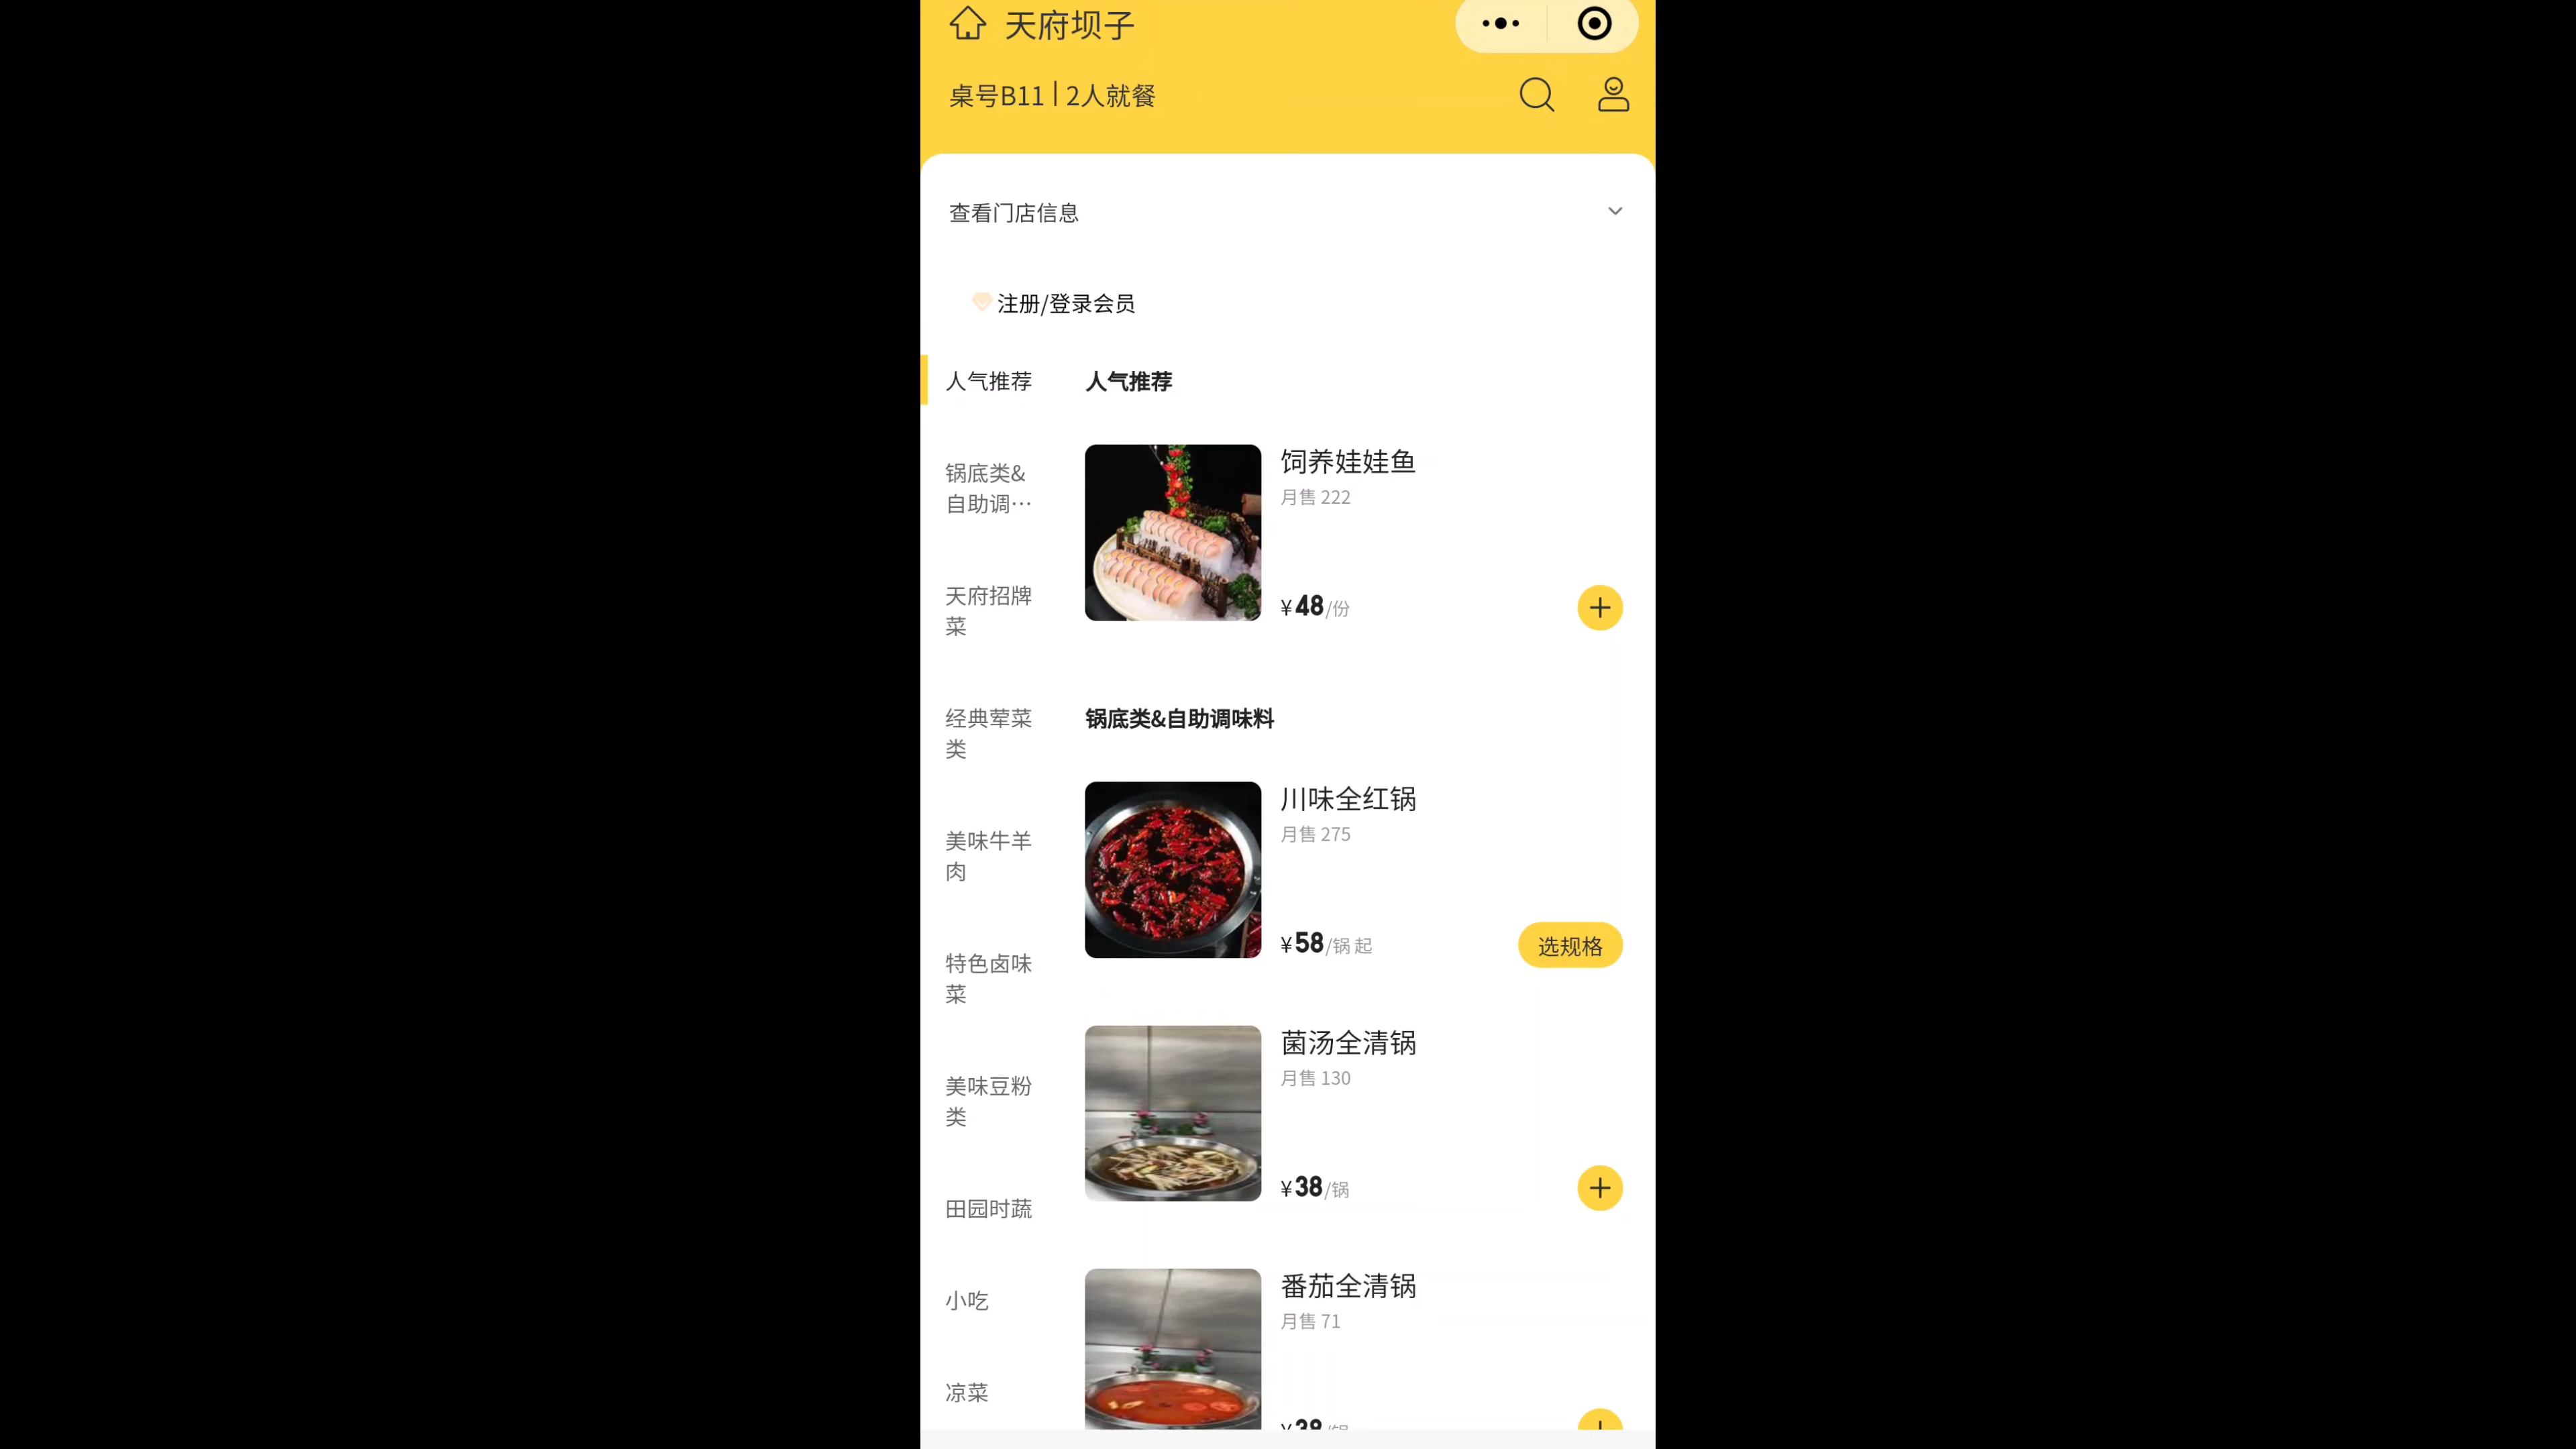 天府坝子
桌号B11 | 2人就餐
查看门店信息
注册/登录会员
人气推荐
锅底类&
自助调…
天府招牌
菜
经典荤菜
类
美味牛羊
肉
特色卤味
菜
美味豆粉
类
田园时蔬
小吃
凉菜
人气推荐
饲养娃娃鱼
月售 222
¥48/份
锅底类&自助调味料
川味全红锅
月售 275
¥58/锅 起
选规格
菌汤全清锅
月售 130
¥38/锅
番茄全清锅
月售 71
¥38/锅